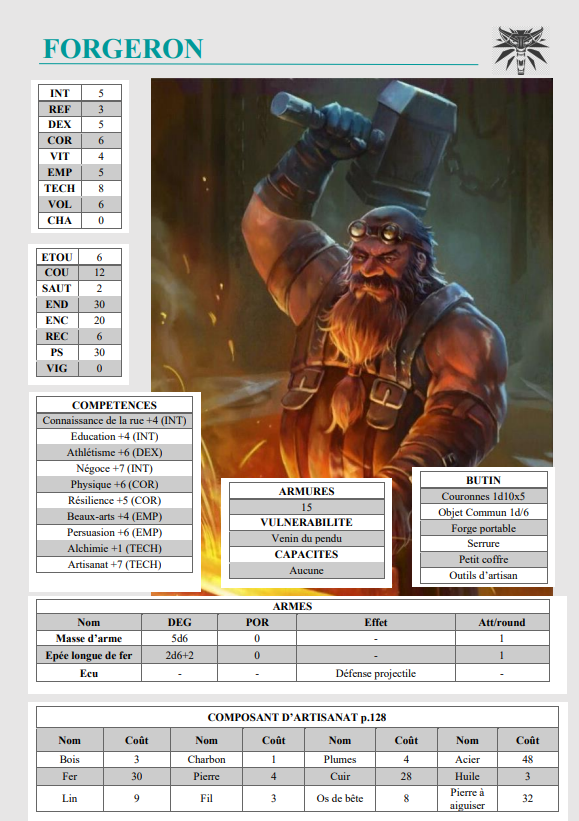 FORGERON
INT 5
REF 3
DEX 5
COR 6
VIT 4
EMP 5
TECH 8
VOL 6
CHA 0
ETOU 6
COU 12
SAUT 2
END 30
ENC 20
REC 6
PS 30
VIG 0
COMPETENCES
Connaissance de la rue +4 (INT)
Education +4 (INT)
Athlétisme +6 (DEX)
Négoce +7 (INT)
Physique +6 (COR)
Résilience +5 (COR)
Beaux-arts +4 (EMP)
Persuasion +6 (EMP)
Alchimie +1 (TECH)
Artisanat +7 (TECH)
ARMURES
15
VULNERABILITE
Venin du pendu
CAPACITES
Aucune
BUTIN
Couronnes 1d10x5
Objet Commun 1d/6
Forge portable
Serrure
Petit coffre
Outils d’artisan
ARMES
Nom DEG POR Effet Att/round
Masse d’arme 5d6 0 - 1
Epée longue de fer 2d6+2 0 - 1
Ecu - - Défense projectile -
COMPOSANT D’ARTISANAT p.128
Nom Coût Nom Coût Nom Coût Nom Coût
Bois 3 Charbon 1 Plumes 4 Acier 48
Fer 30 Pierre 4 Cuir 28 Huile 3
Lin 9 Fil 3 Os de bête 8 Pierre à
aiguiser 32